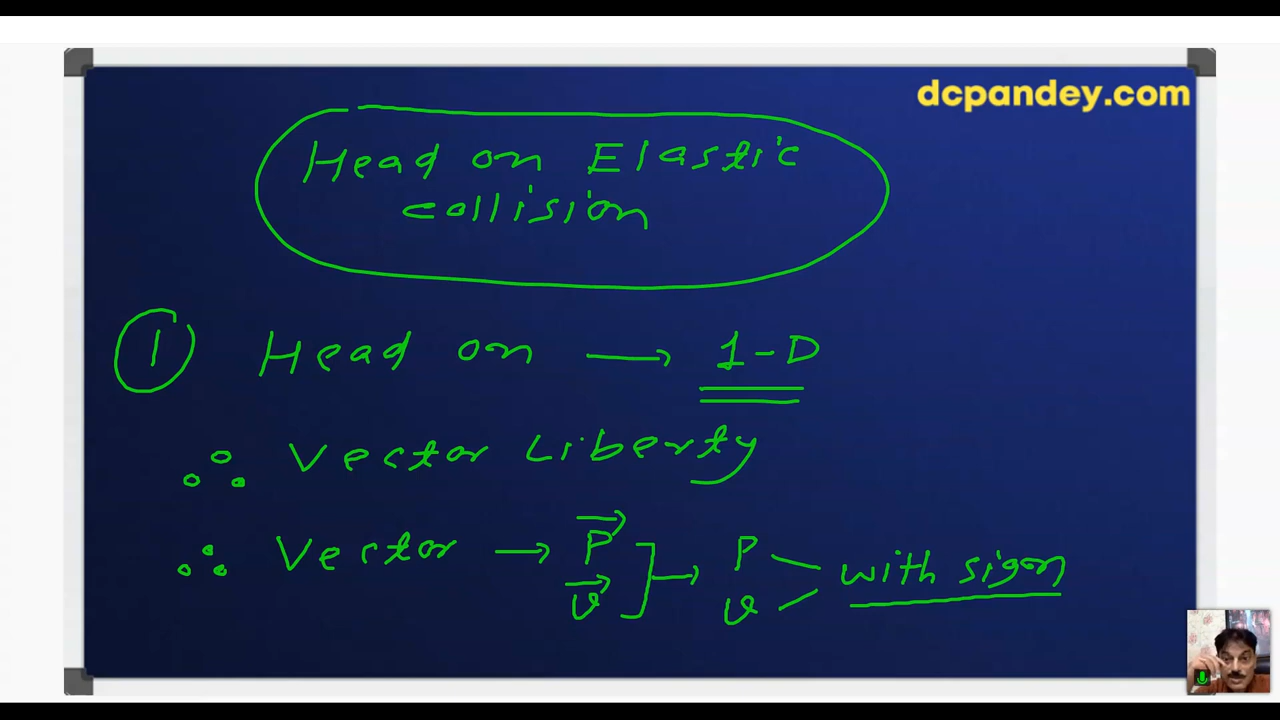 dcpandey.com
Head on Elastic
collision
1 Head on → 1-D
∴ Vector Liberty
∴ Vector → P⃗ ] → P
v⃗ v with sign